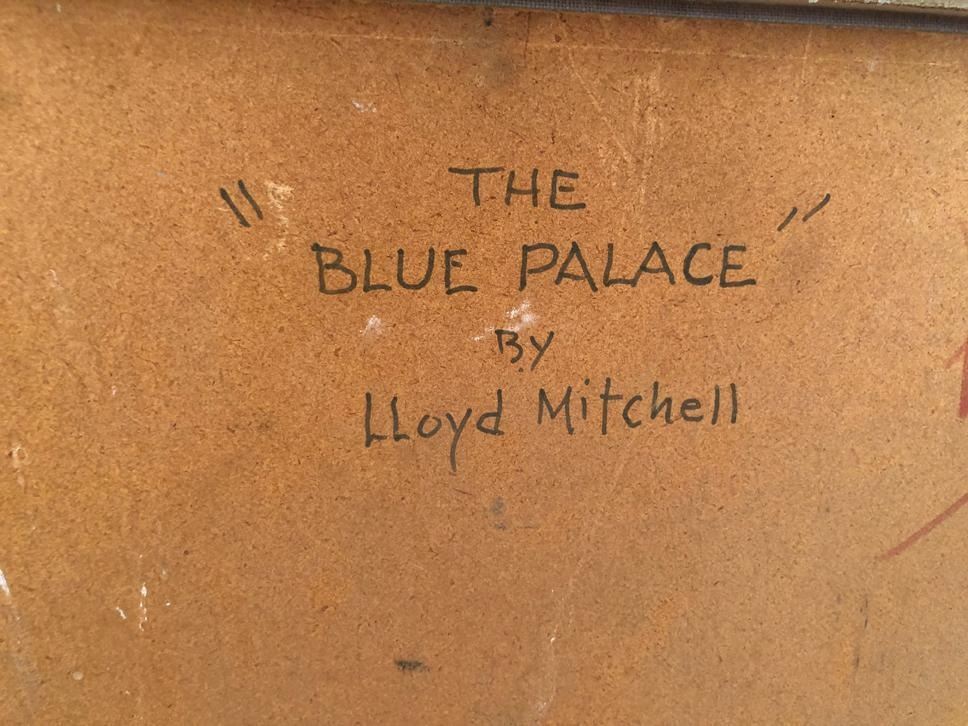 "THE
BLUE PALACE"
By
LLoyd Mitchell